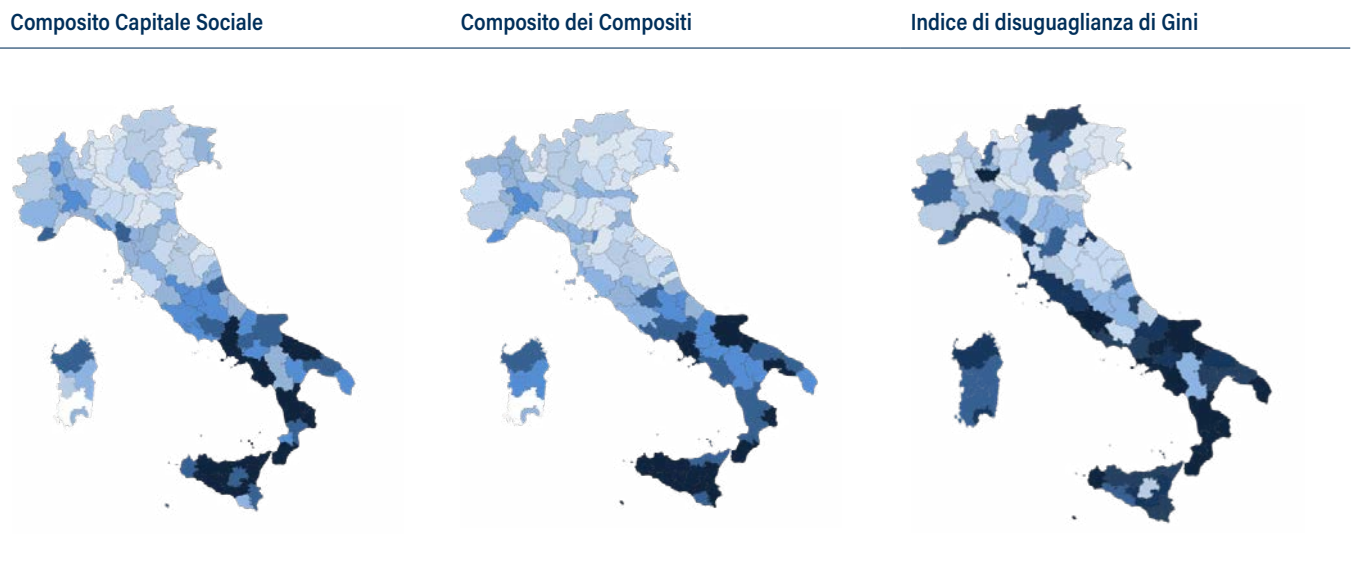 Composito Capitale Sociale
Composito dei Compositi
Indice di disuguaglianza di Gini